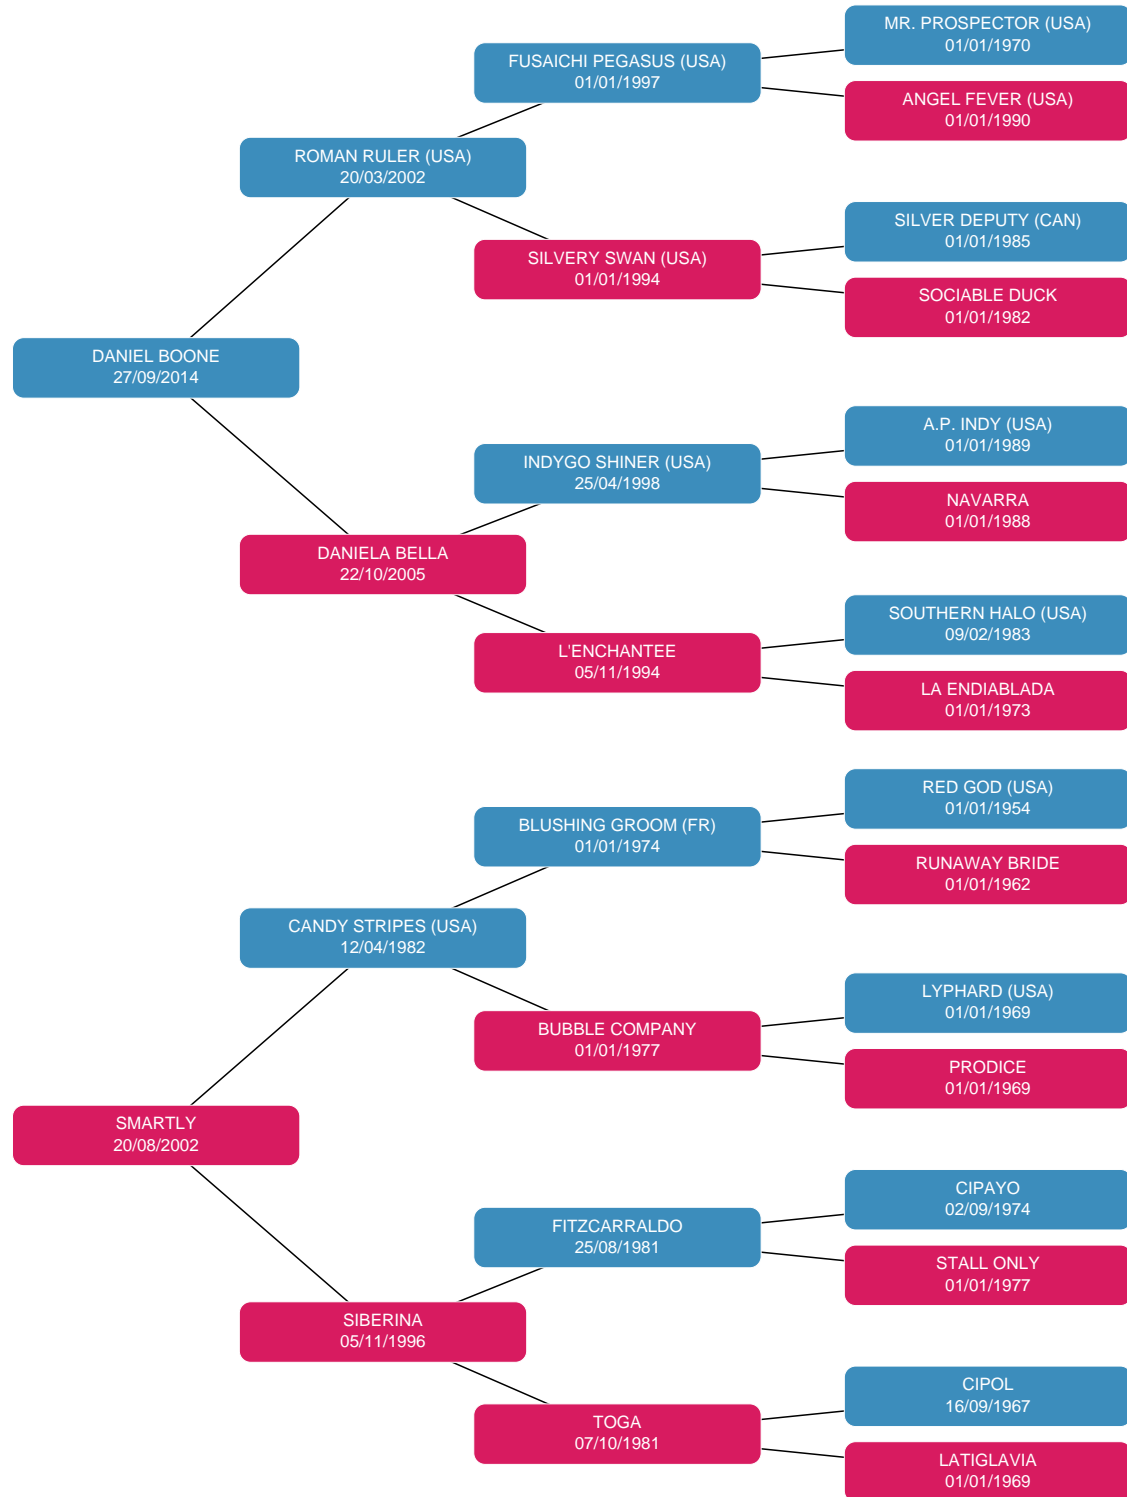 MR. PROSPECTOR (USA)
01/01/1970
FUSAICHI PEGASUS (USA)
01/01/1997
ANGEL FEVER (USA)
01/01/1990
ROMAN RULER (USA)
20/03/2002
SILVER DEPUTY (CAN)
01/01/1985
SILVERY SWAN (USA)
01/01/1994
SOCIABLE DUCK
01/01/1982
DANIEL BOONE
27/09/2014
A.P. INDY (USA)
01/01/1989
INDYGO SHINER (USA)
25/04/1998
NAVARRA
01/01/1988
DANIELA BELLA
22/10/2005
SOUTHERN HALO (USA)
09/02/1983
L'ENCHANTEE
05/11/1994
LA ENDIABLADA
01/01/1973
RED GOD (USA)
01/01/1954
BLUSHING GROOM (FR)
01/01/1974
RUNAWAY BRIDE
01/01/1962
CANDY STRIPES (USA)
12/04/1982
LYPHARD (USA)
01/01/1969
BUBBLE COMPANY
01/01/1977
PRODICE
01/01/1969
SMARTLY
20/08/2002
CIPAYO
02/09/1974
FITZCARRALDO
25/08/1981
STALL ONLY
01/01/1977
SIBERINA
05/11/1996
CIPOL
16/09/1967
TOGA
07/10/1981
LATIGLAVIA
01/01/1969